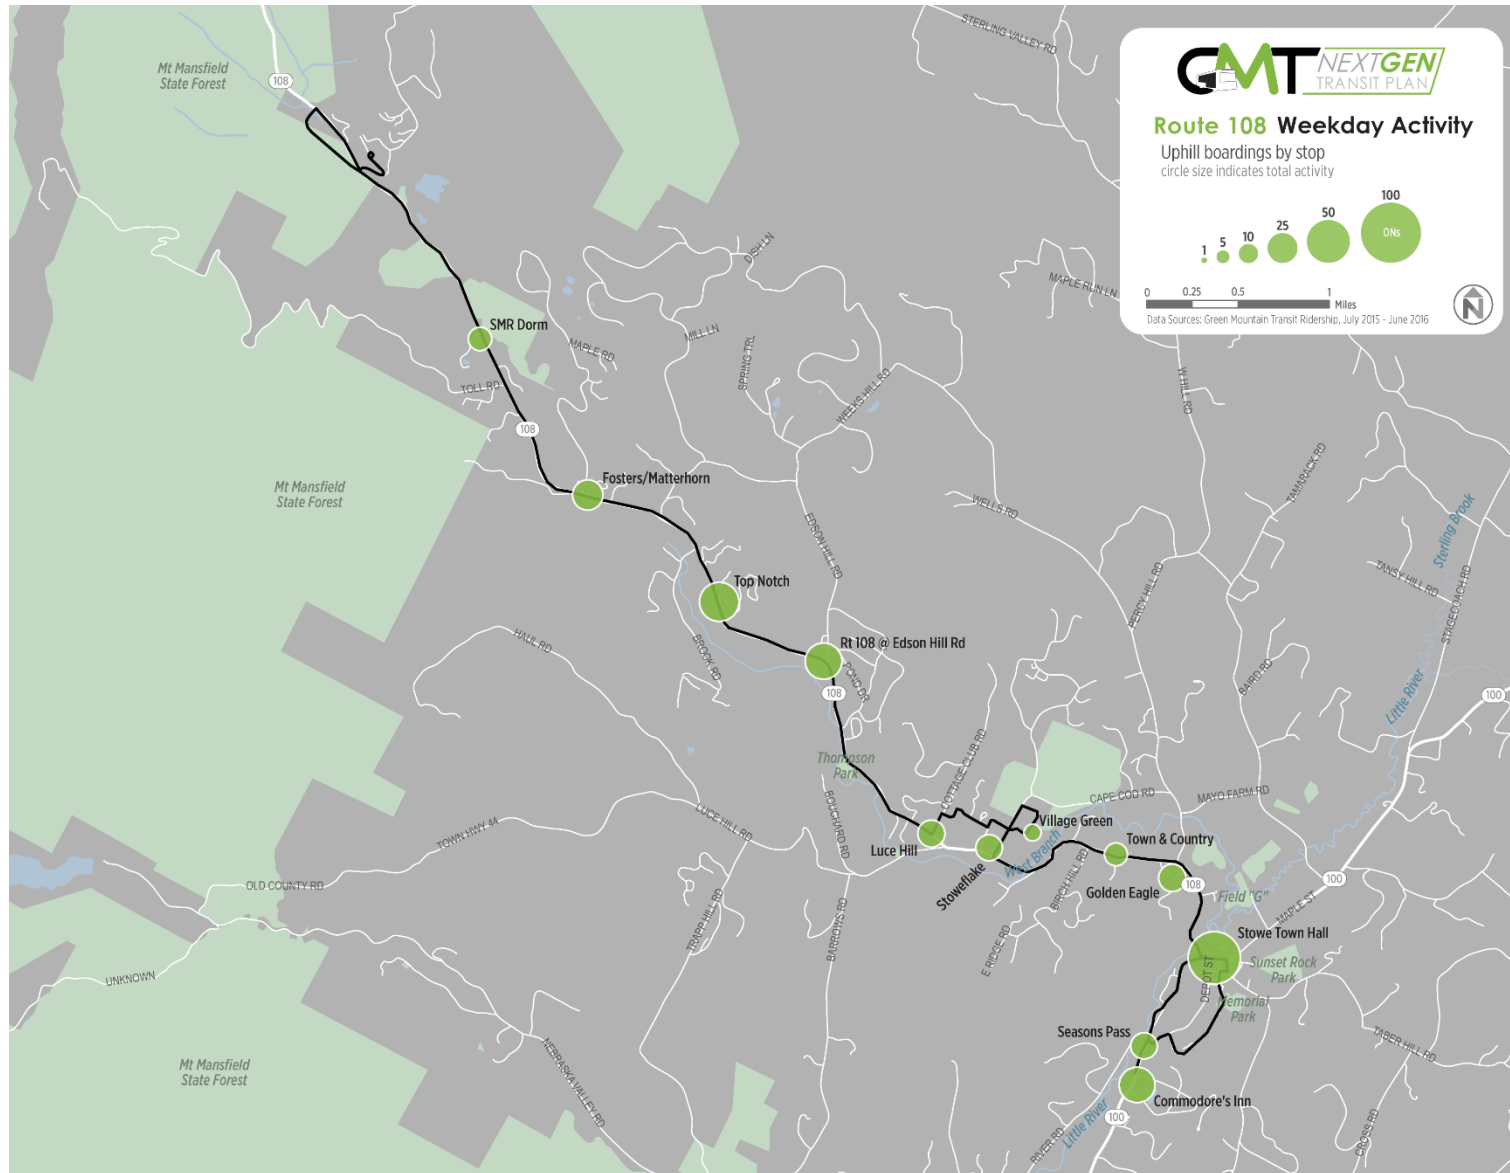 GMT NEXTGEN
TRANSIT PLAN
Route 108 Weekday Activity
Uphill boardings by stop
circle size indicates total activity
1
5
10
25
50
100
ONs
0
0.25
0.5
1
Miles
Data Sources: Green Mountain Transit Ridership, July 2015 - June 2016
N
STERLING VALLEY RD
Mt Mansfield
State Forest
108
DISH LN
MAPLE RUN LN
SMR Dorm
MAPLE RD
MILL LN
SPRING TRL
WEEKS HILL RD
W HILL RD
TOLL RD
108
Fosters/Matterhorn
Mt Mansfield
State Forest
EDSON HILL RD
WELLS RD
TAMARACK RD
Sterling Brook
TANSY HILL RD
STAGECOACH RD
PERCY HILL RD
Top Notch
HAUL RD
BROOK RD
Rt 108 @ Edson Hill Rd
POND DR
108
BAIRD RD
Little River
100
Thompson
Park
COTTAGE CLUB RD
CAPE COD RD
MAYO FARM RD
BOUCHARD RD
LUCE HILL RD
TOWN HWY 44
Luce Hill
Village Green
West Branch
Stoweflake
Town & Country
BIRCH HILL RD
Golden Eagle
108
Field "G"
MAPLE ST
100
OLD COUNTY RD
TRAPP HILL RD
BARROWS RD
E RIDGE RD
Stowe Town Hall
DEPOT ST
Sunset Rock
Park
Memorial
Park
UNKNOWN
Seasons Pass
TABER HILL RD
Mt Mansfield
State Forest
NEBRASKA VALLEY RD
Commodore's Inn
100
Little River
RIVER RD
CROSS RD